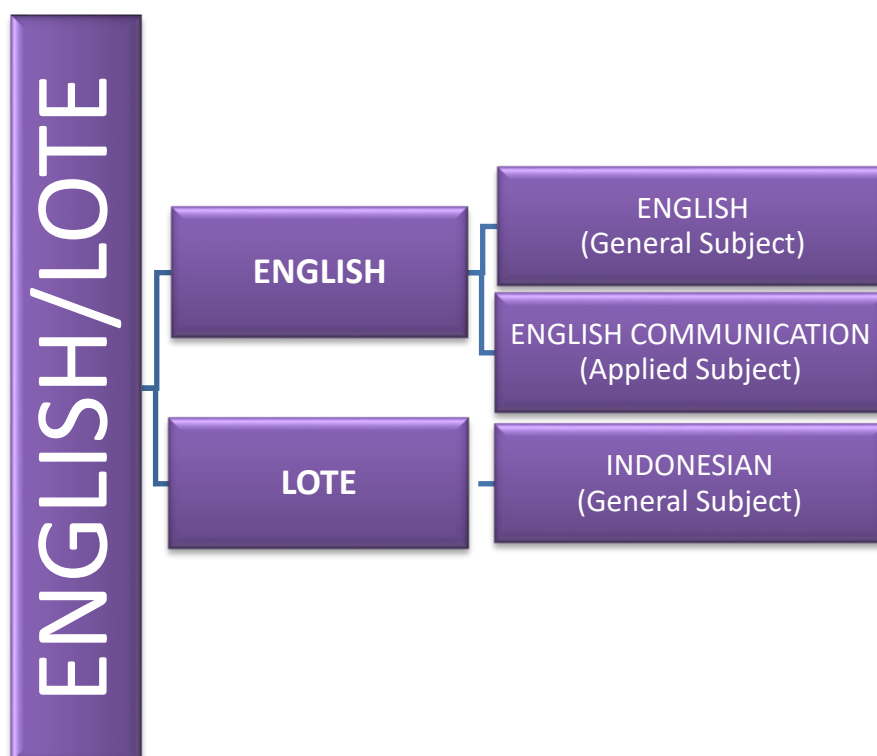 ENGLISH/LOTE
ENGLISH
ENGLISH
(General Subject)
ENGLISH COMMUNICATION
(Applied Subject)
LOTE
INDONESIAN
(General Subject)